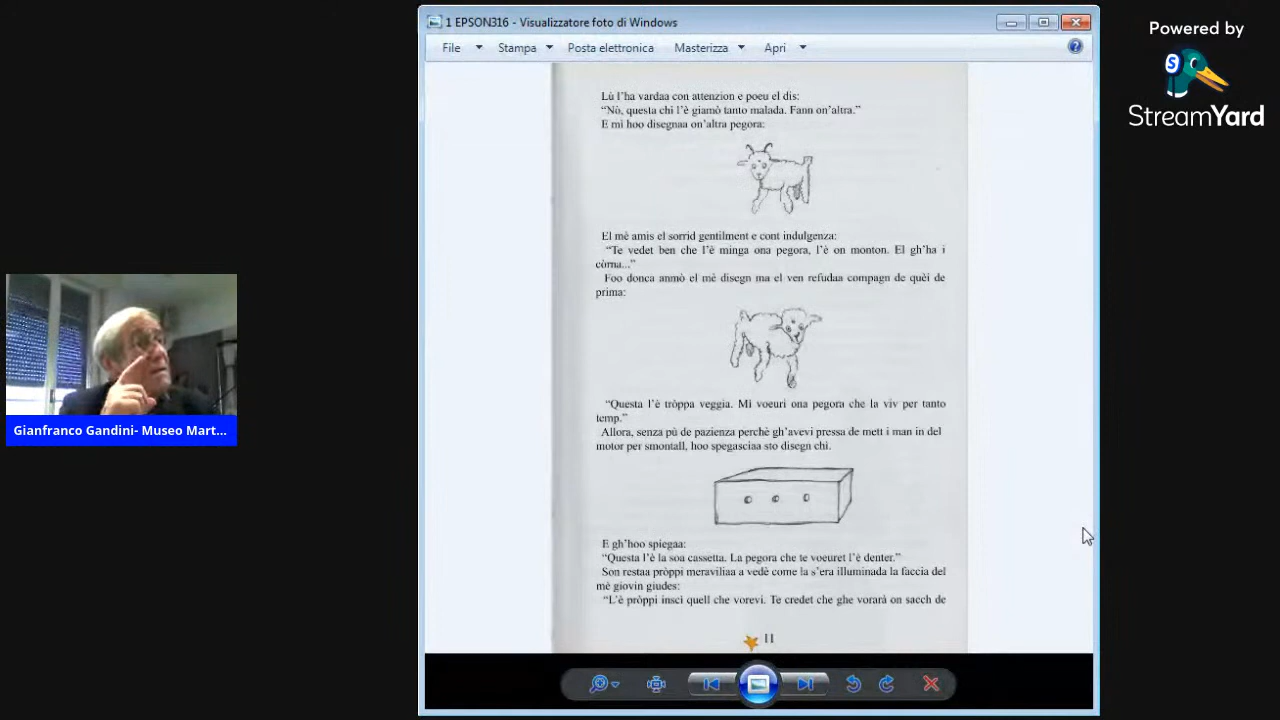 1 EPSON316 - Visualizzatore foto di Windows
File Stampa Posta elettronica Masterizza Apri
Powered by
StreamYard
Lù l'ha vardaa con attenzion e poeu el dis:
"Nò, questa chì l'è giamò tanto malada. Fann on'altra."
E mì hoo disegnaa on'altra pegora:
El mè amis el sorrid gentilment e cont indulgenza:
"Te vedet ben che l'è minga ona pegora, l'è on monton. El gh'ha i
còrna..."
Foo donca anmò el mè disegn ma el ven refudaa compagn de quèi de
prima:
"Questa l'è tròppa veggia. Mì voeuri ona pegora che la viv per tanto
temp."
Allora, senza pù de pazienza perchè gh'avevi pressa de mett i man in del
motor per smontall, hoo spegasciaa sto disegn chì.
E gh'hoo spiegaa:
"Questa l'è la soa cassetta. La pegora che te voeuret l'è denter."
Son restaa pròppi meraviliaa a vedè come la s'era illuminada la faccia del
mè giovin giudes:
"L'è pròppi inscì quell che vorevi. Te credet che ghe vorarà on sacch de
11
Gianfranco Gandini- Museo Mart...